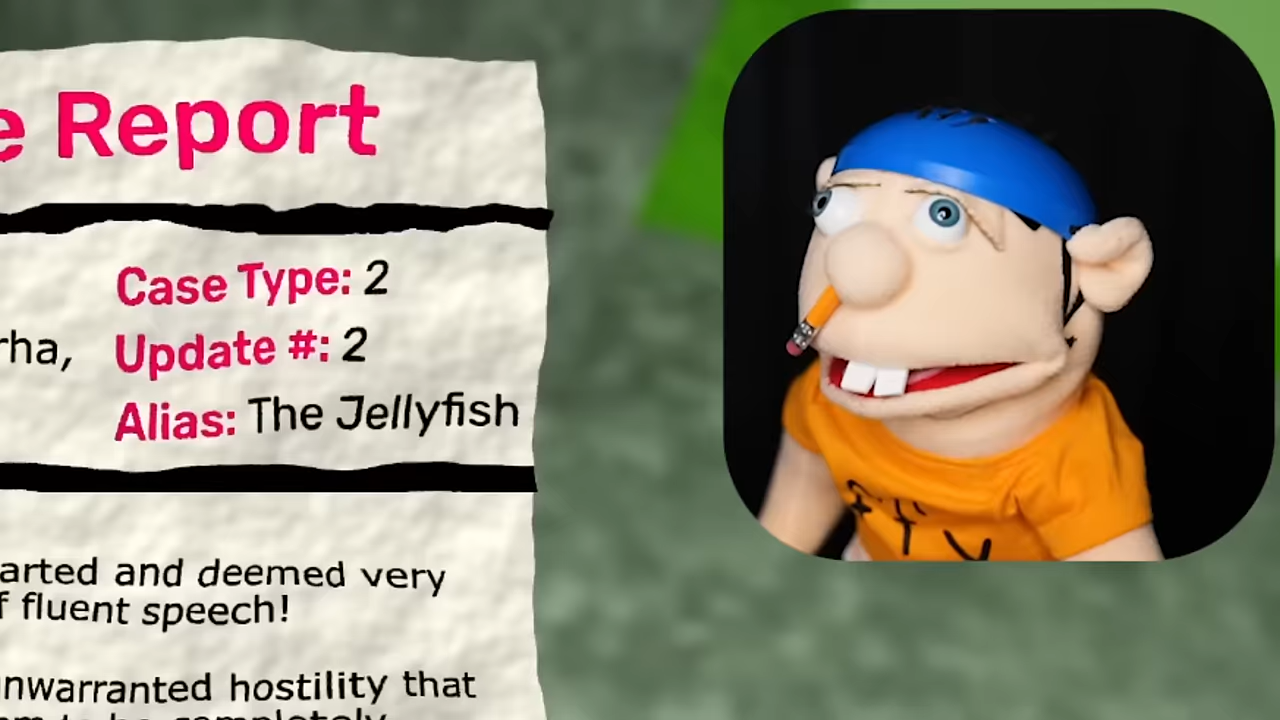 e Report
Case Type: 2
rha, Update #: 2
Alias: The Jellyfish
arted and deemed very
f fluent speech!
nwarranted hostility that
completely